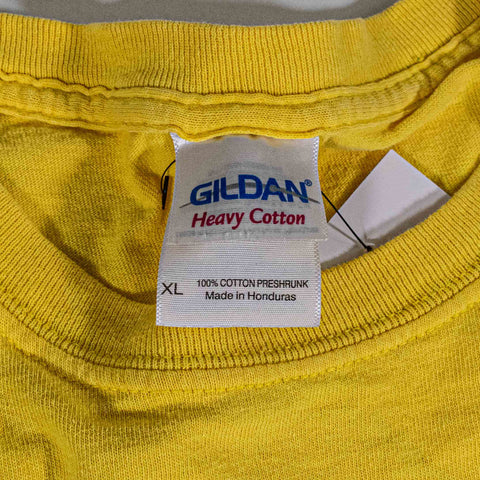 GILDAN®
Heavy Cotton
XL 100% COTTON PRESHRUNK
Made in Honduras